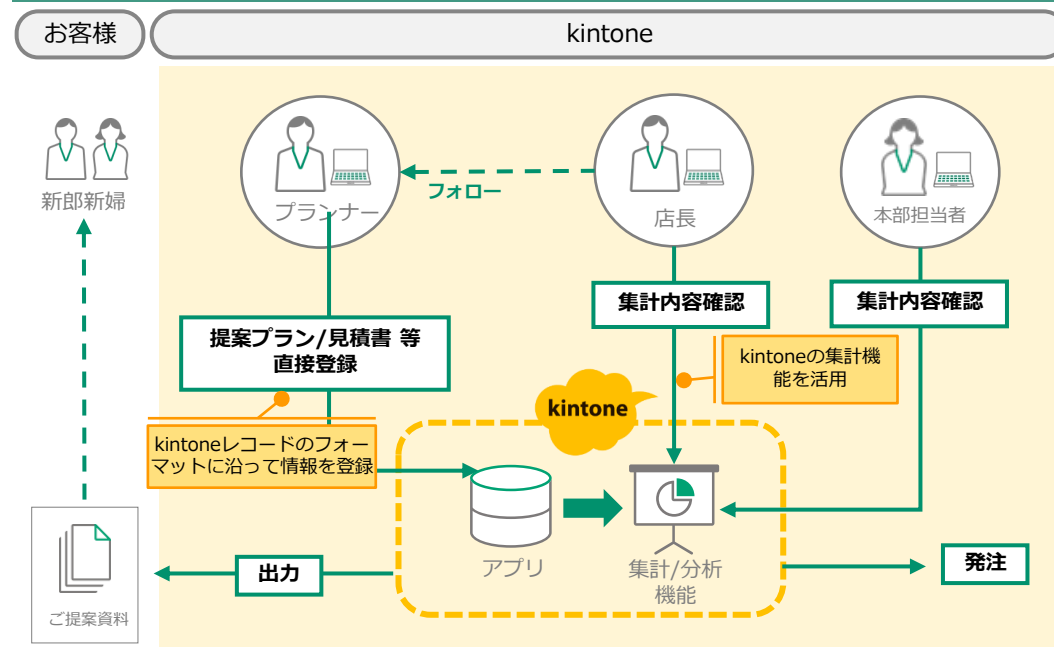 お客様
kintone
新郎新婦
プランナー
フォロー
店長
本部担当者
集計内容確認
集計内容確認
提案プラン/見積書 等
直接登録
kintoneの集計機
能を活用
kintone
kintoneレコードのフォー
マットに沿って情報を登録
アプリ
集計/分析
機能
出力
発注
ご提案資料